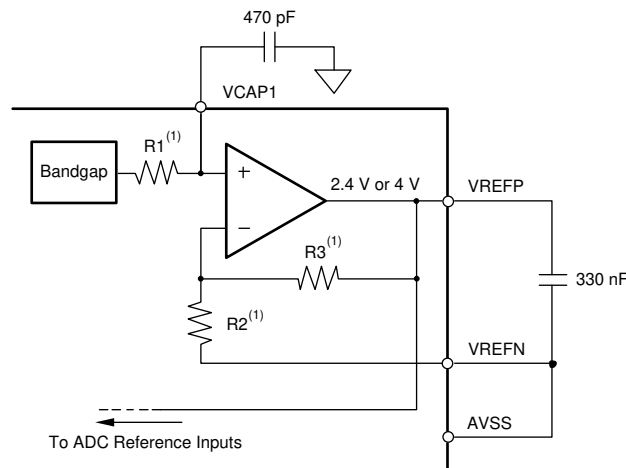 470 pF
VCAP1
R1(1)
Bandgap
+
2.4 V or 4 V
VREFP
−
R3(1)
330 nF
R2(1)
VREFN
AVSS
To ADC Reference Inputs